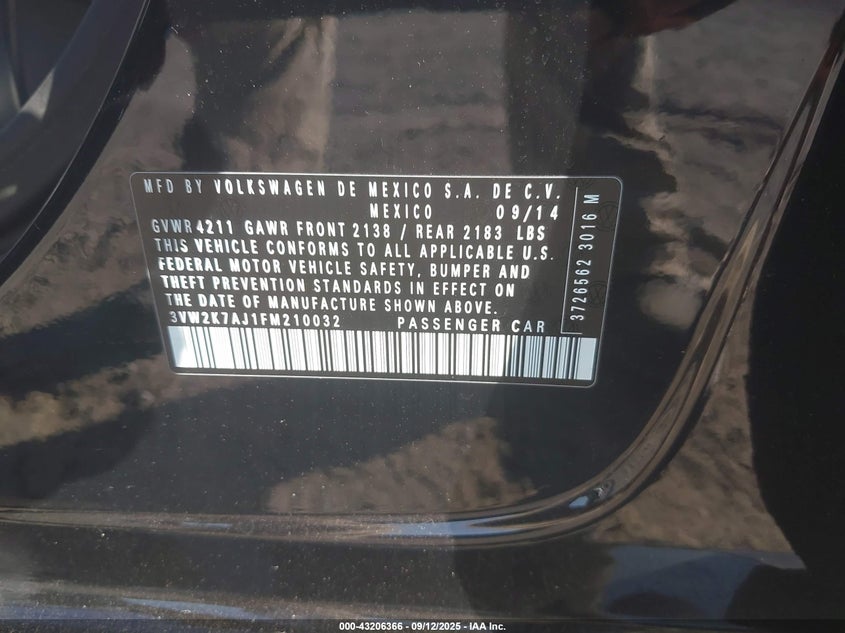 MFD BY VOLKSWAGEN DE MEXICO S.A. DE C.V.
MEXICO 09/14
GVWR 4211 GAWR FRONT 2138 / REAR 2183 LBS
THIS VEHICLE CONFORMS TO ALL APPLICABLE U.S.
FEDERAL MOTOR VEHICLE SAFETY, BUMPER AND
THEFT PREVENTION STANDARDS IN EFFECT ON
THE DATE OF MANUFACTURE SHOWN ABOVE.
3VW2K7AJ1FM210032 PASSENGER CAR
3726562 3016 M
000-43206366 - 09/12/2025 - IAA Inc.